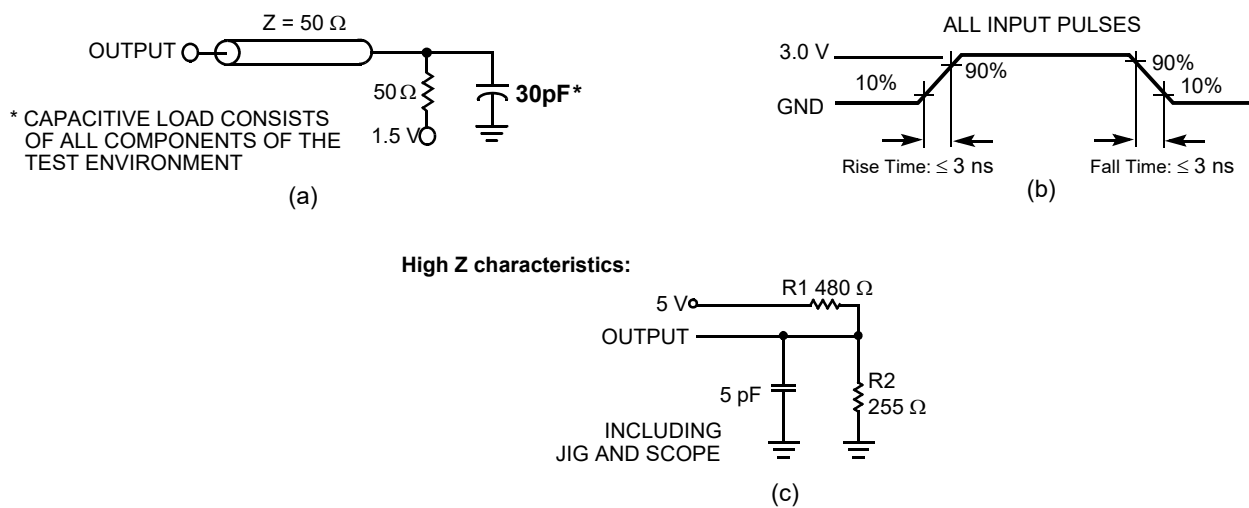 Z = 50 Ω
OUTPUT
50 Ω
30pF*
1.5 V
* CAPACITIVE LOAD CONSISTS
OF ALL COMPONENTS OF THE
TEST ENVIRONMENT
(a)
ALL INPUT PULSES
3.0 V
90%
90%
10%
10%
GND
Rise Time: ≤ 3 ns
Fall Time: ≤ 3 ns
(b)
High Z characteristics:
R1 480 Ω
5 V
OUTPUT
5 pF
R2
255 Ω
INCLUDING
JIG AND SCOPE
(c)